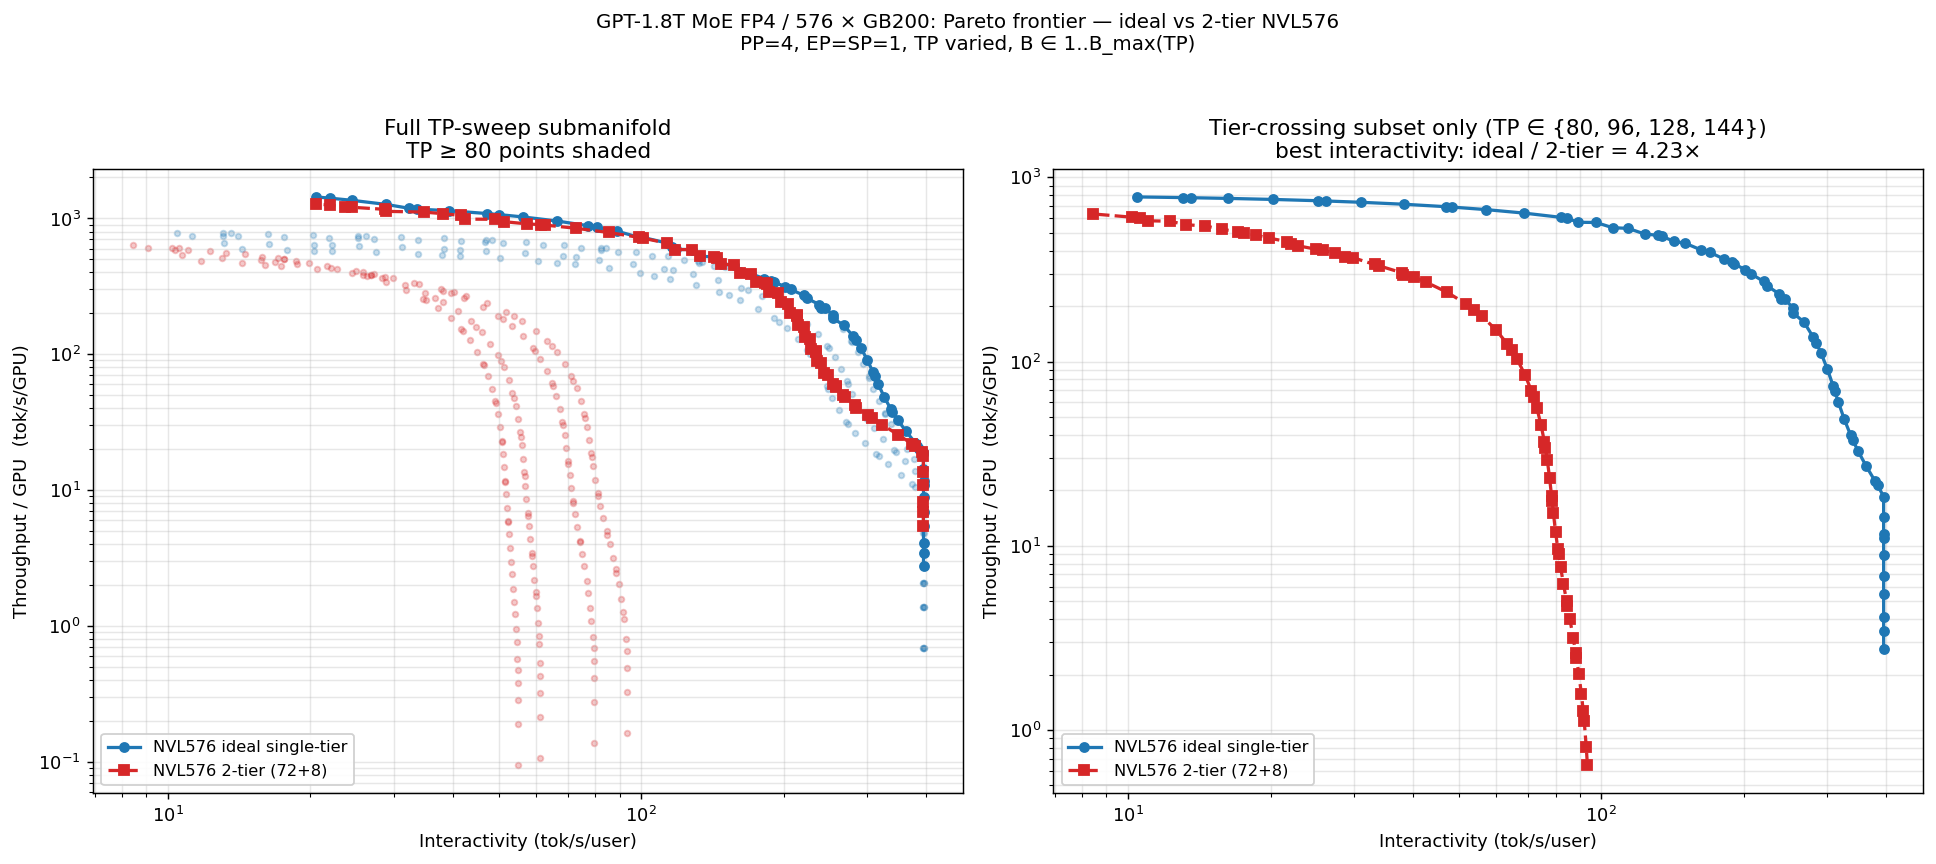 GPT-1.8T MoE FP4 / 576 × GB200: Pareto frontier — ideal vs 2-tier NVL576
PP=4, EP=SP=1, TP varied, B ∈ 1..B_max(TP)
Full TP-sweep submanifold
TP ≥ 80 points shaded
Throughput / GPU (tok/s/GPU)
10³
10²
10¹
10⁰
10⁻¹
NVL576 ideal single-tier
NVL576 2-tier (72+8)
10¹
10²
Interactivity (tok/s/user)
Tier-crossing subset only (TP ∈ {80, 96, 128, 144})
best interactivity: ideal / 2-tier = 4.23×
Throughput / GPU (tok/s/GPU)
10³
10²
10¹
10⁰
NVL576 ideal single-tier
NVL576 2-tier (72+8)
10¹
10²
Interactivity (tok/s/user)